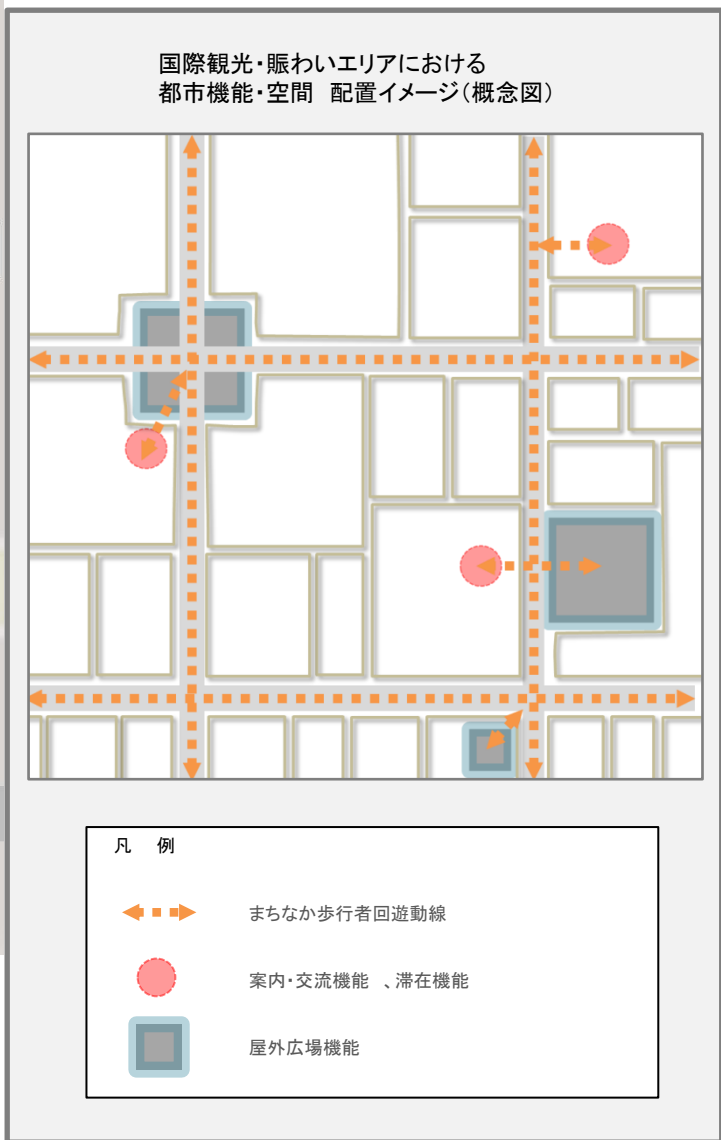 国際観光・賑わいエリアにおける
都市機能・空間 配置イメージ(概念図)
凡 例
まちなか歩行者回遊動線
案内・交流機能 、滞在機能
屋外広場機能